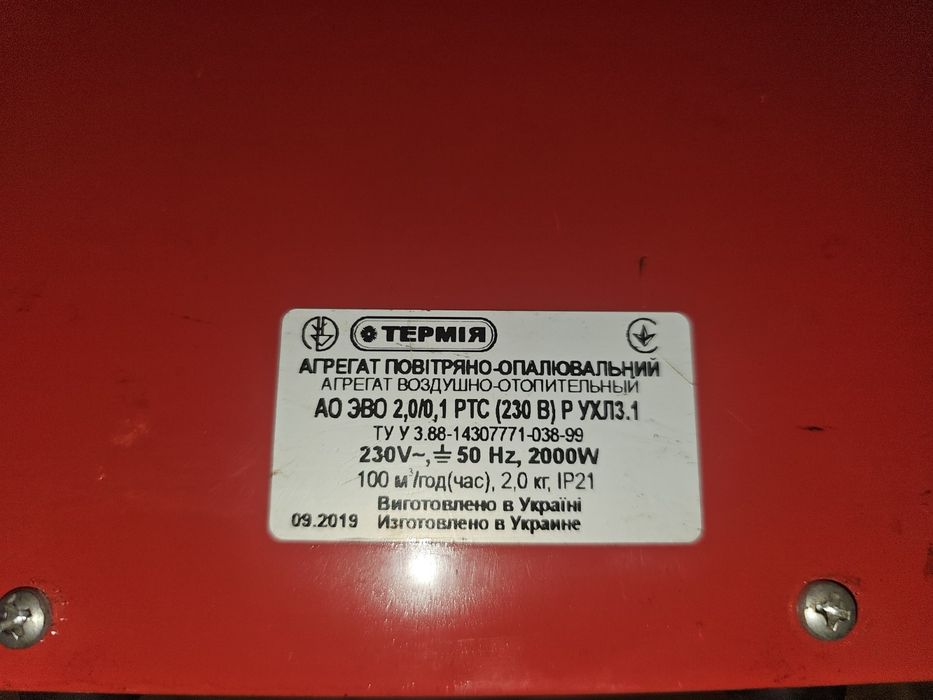 ТЕРМІЯ
АГРЕГАТ ПОВІТРЯНО-ОПАЛЮВАЛЬНИЙ
АГРЕГАТ ВОЗДУШНО-ОТОПИТЕЛЬНЫЙ
АО ЭВО 2,0/0,1 РТС (230 В) Р УХЛ3.1
ТУ У 3.88-14307771-038-99
230V~, ⏚ 50 Hz, 2000W
100 м³/год(час), 2,0 кг, IP21
Виготовлено в Україні
09.2019 Изготовлено в Украине